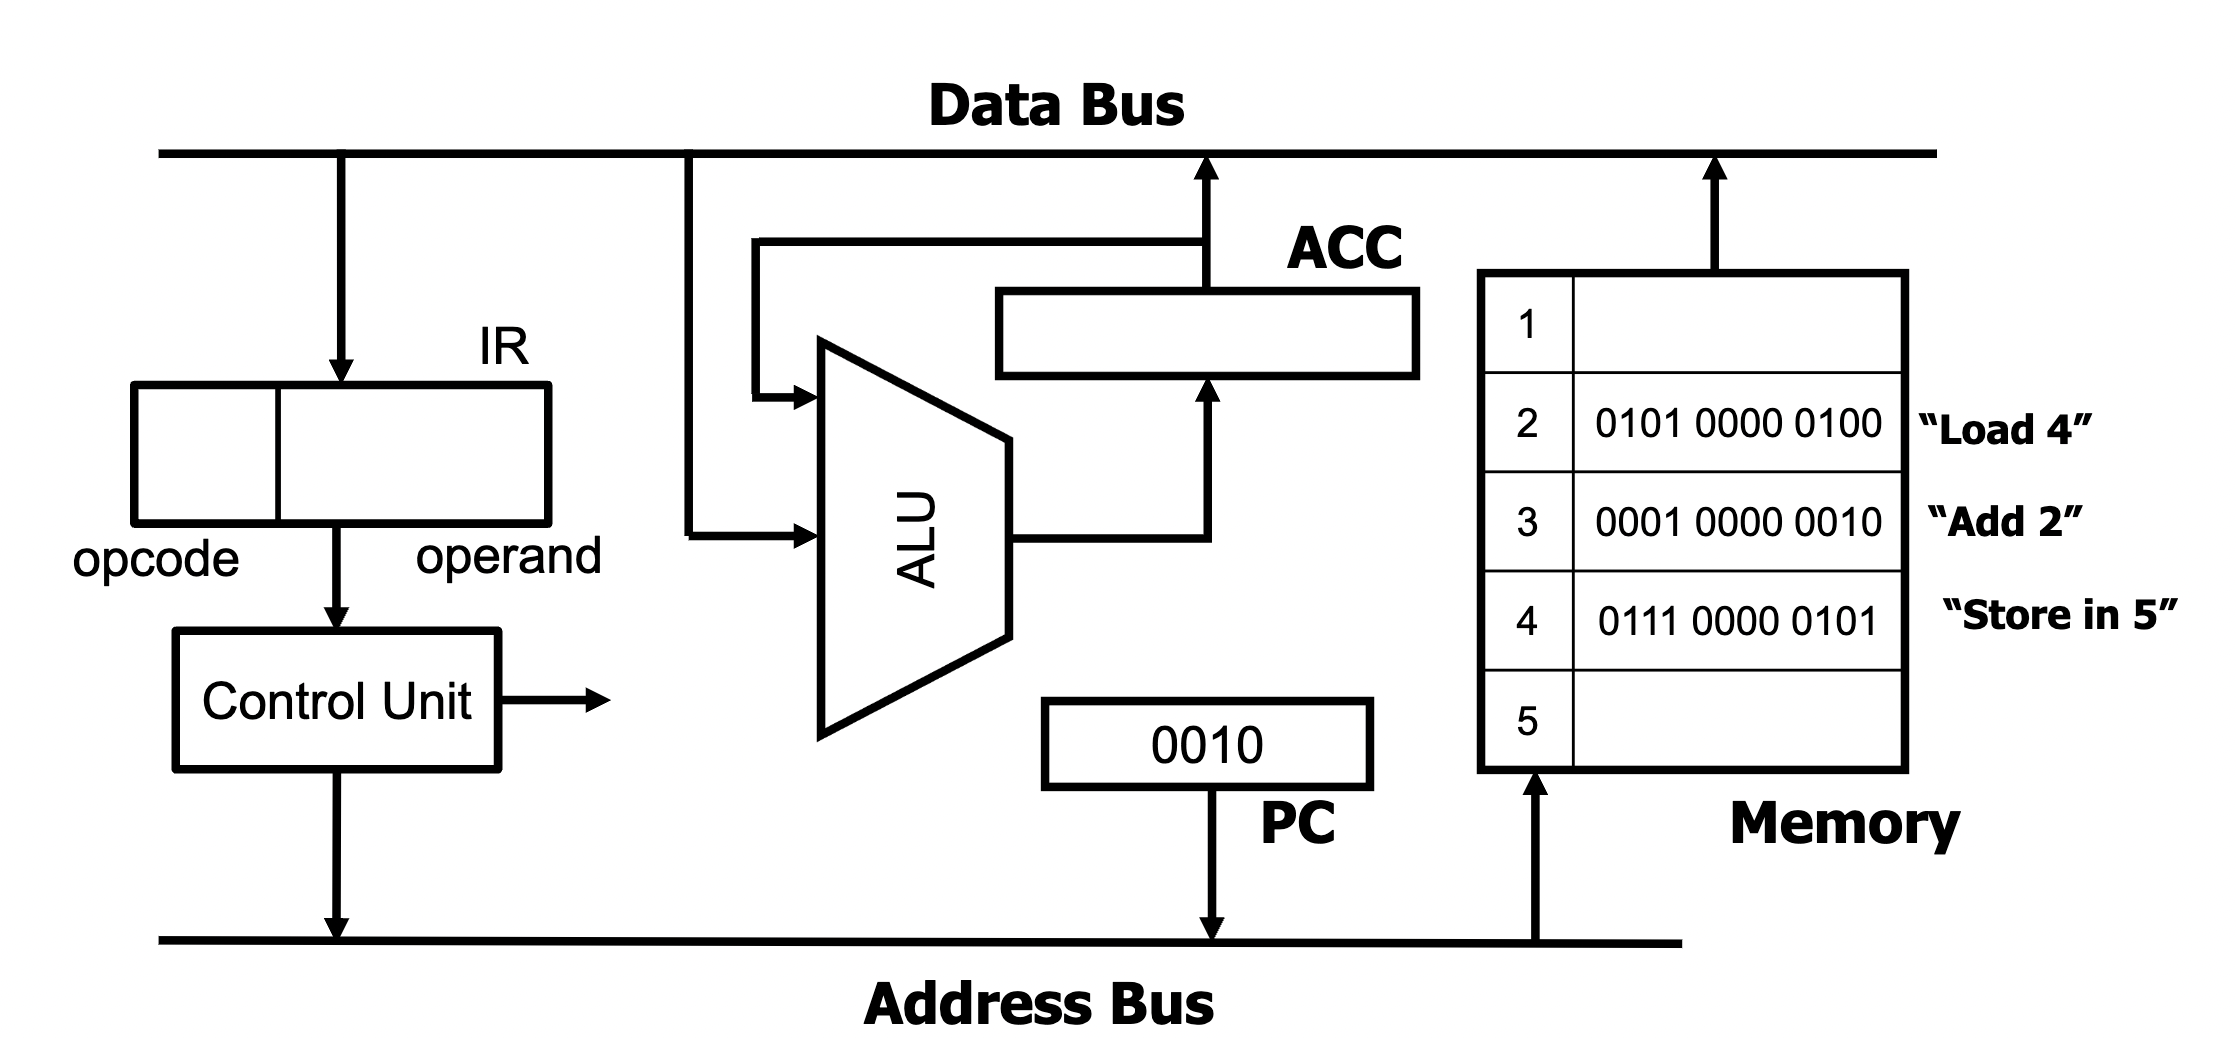 Data Bus
ACC
IR
opcode
operand
ALU
Control Unit
0010
PC
1
2 0101 0000 0100 “Load 4”
3 0001 0000 0010 “Add 2”
4 0111 0000 0101 “Store in 5”
5
Memory
Address Bus